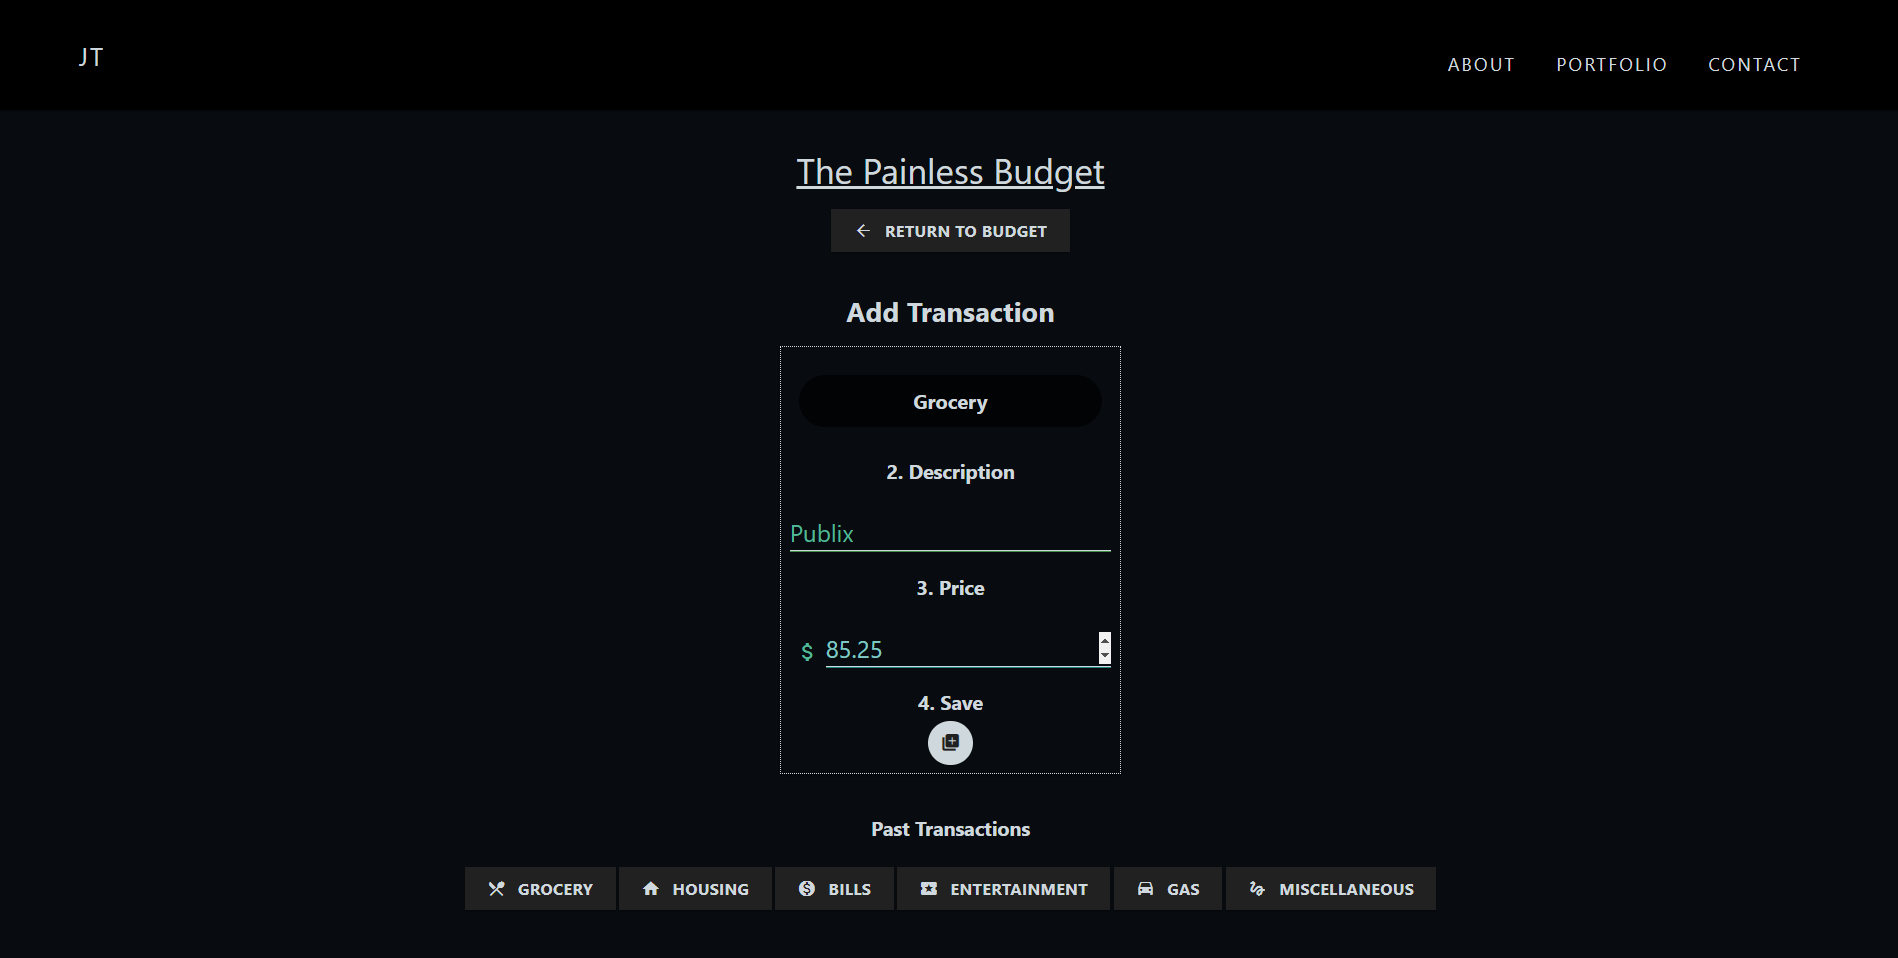 JT
ABOUT PORTFOLIO CONTACT
The Painless Budget
RETURN TO BUDGET
Add Transaction
Grocery
2. Description
Publix
3. Price
$ 85.25
4. Save
Past Transactions
GROCERY HOUSING BILLS ENTERTAINMENT GAS MISCELLANEOUS